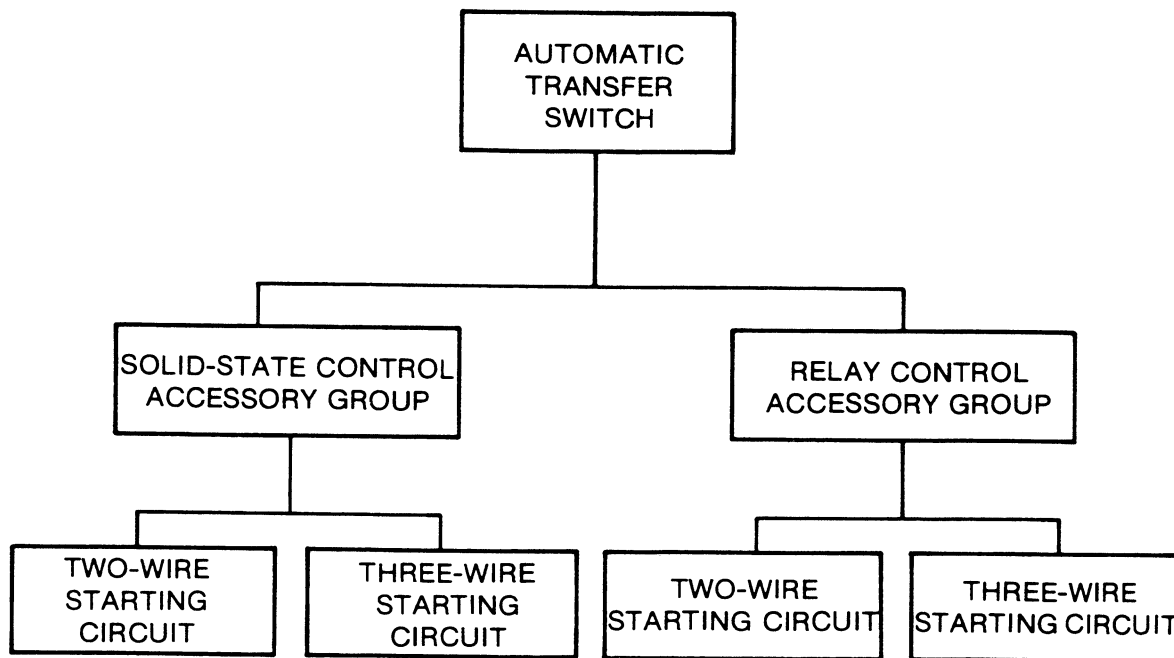 AUTOMATIC
TRANSFER
SWITCH
SOLID-STATE CONTROL
ACCESSORY GROUP
RELAY CONTROL
ACCESSORY GROUP
TWO-WIRE
STARTING
CIRCUIT
THREE-WIRE
STARTING
CIRCUIT
TWO-WIRE
STARTING CIRCUIT
THREE-WIRE
STARTING CIRCUIT